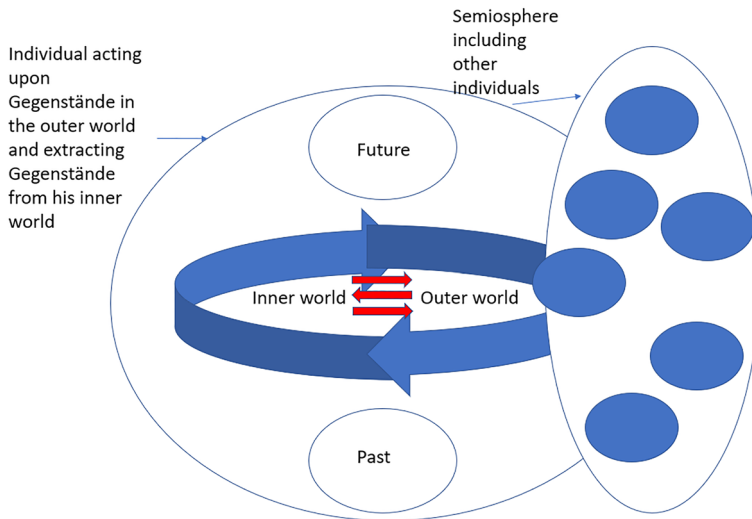 Individual acting
upon
Gegenstände in
the outer world
and extracting
Gegenstände
from his inner
world
Semiosphere
including
other
individuals
Future
Inner world
Outer world
Past